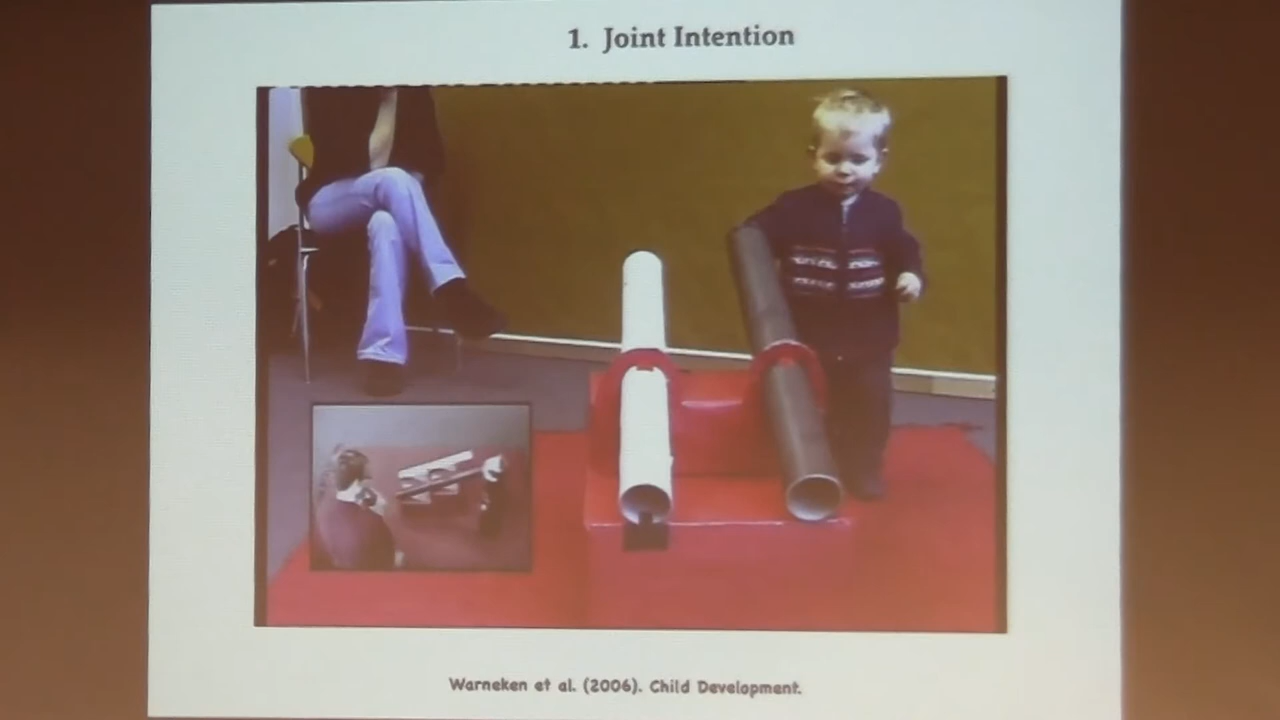 1. Joint Intention
Warneken et al. (2006). Child Development.